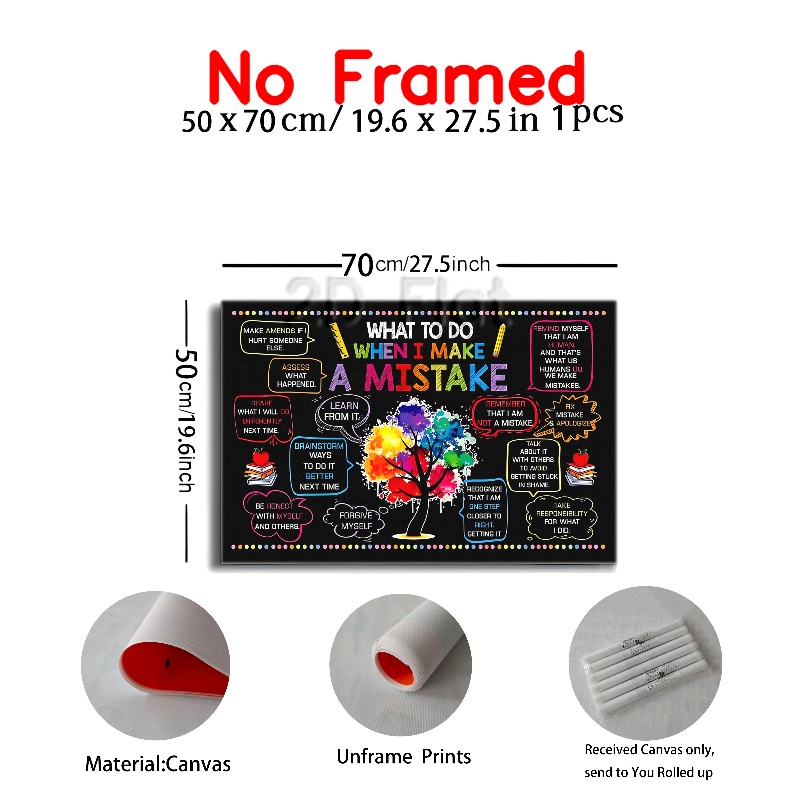 No Framed
50 x 70 cm/ 19.6 x 27.5 in 1pcs
70cm/27.5inch
2D Flat
50cm/19.6inch
WHAT TO DO
WHEN I MAKE
A MISTAKE
MAKE AMENDS IF I
HURT SOMEONE
ELSE.
ASSESS
WHAT
HAPPENED.
REMIND MYSELF
THAT I AM
HUMAN.
AND THAT'S
WHAT US
HUMANS DO.
WE MAKE
MISTAKES.
SHARE
WHAT I WILL DO
DIFFERENTLY
NEXT TIME.
LEARN
FROM IT.
REMEMBER
THAT I AM
NOT A MISTAKE
FIX
MISTAKE
& APOLOGIZE
BRAINSTORM
WAYS
TO DO IT
BETTER
NEXT TIME
TALK
ABOUT IT
WITH OTHERS
TO AVOID
GETTING STUCK
IN SHAME.
BE HONEST
WITH MYSELF
AND OTHERS.
FORGIVE
MYSELF
RECOGNIZE
THAT I AM
ONE STEP
CLOSER TO
RIGHT.
GETTING IT
TAKE
RESPONSIBILITY
FOR WHAT
I DID.
Material:Canvas
Unframe Prints
Received Canvas only,
send to You Rolled up